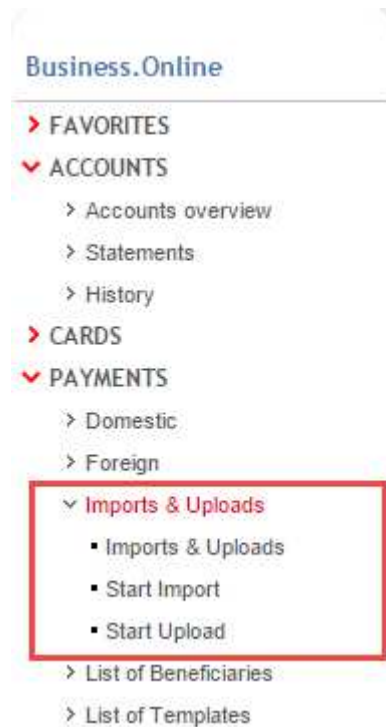 Business.Online
FAVORITES
ACCOUNTS
Accounts overview
Statements
History
CARDS
PAYMENTS
Domestic
Foreign
Imports & Uploads
Imports & Uploads
Start Import
Start Upload
List of Beneficiaries
List of Templates